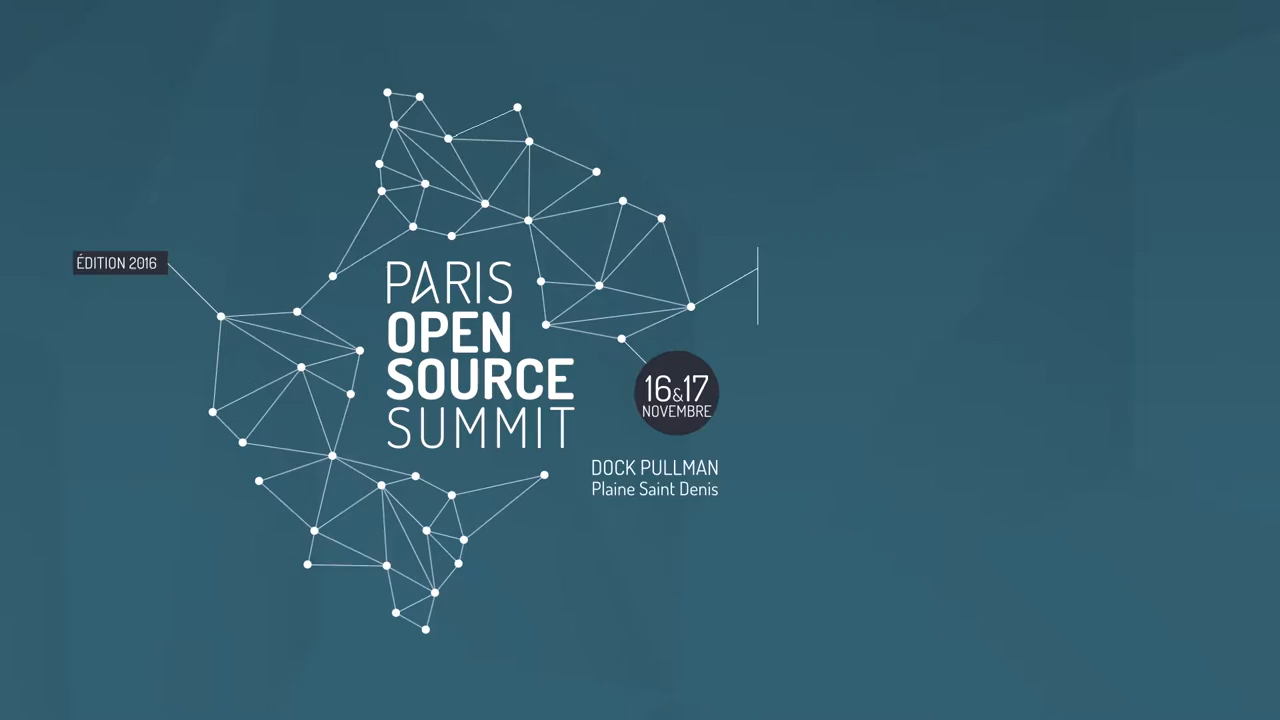 ÉDITION 2016
PARIS
OPEN
SOURCE
SUMMIT
16&17
NOVEMBRE
DOCK PULLMAN
Plaine Saint Denis